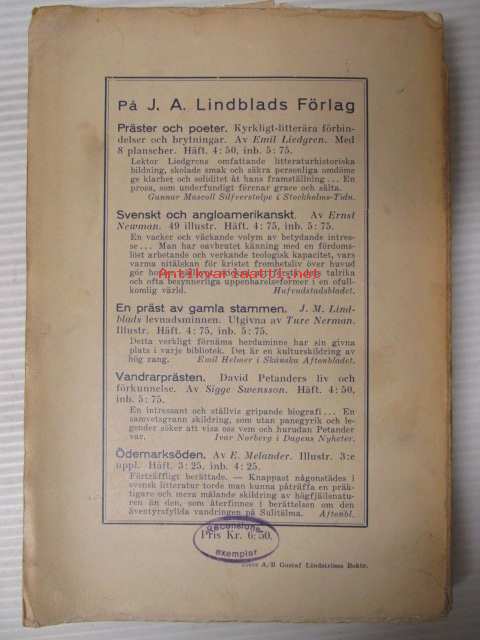 På J. A. Lindblads Förlag
Präster och poeter. Kyrkligt-litterära förbin-
delser och brytningar. Av Emil Liedgren. Med
8 planscher. Häft. 4: 50, inb. 5: 75.
Lektor Liedgrens omfattande litteraturhistoriska
bildning, skolade smak och säkra personliga omdöme
ge klarhet och soliditet åt hans framställning... En
prosa, som underfundigt förenar grace och sälta.
Gunnar Mascoll Silfverstolpe i Stockholms-Tidn.
Svenskt och angloamerikanskt. Av Ernst
Newman. 49 illustr. Häft. 4: 75, inb. 5: 75.
En vacker och väckande volym av betydande intres-
se... Man har oavbrutet känning med en fördoms-
löst arbetande och verkande teologisk kapacitet, vars
varma nitälskan för kristet fromhetsliv över huvud
gör
Antikvariaatti.net
talrika
och ofta besynnerliga uppenbarelseformer i en ofull-
komlig värld. Hufvudstadsbladet.
En präst av gamla stammen. J. M. Lind-
blads levnadsminnen. Utgivna av Ture Nerman.
Illustr. Häft. 4: 75, inb. 5: 75.
Detta verkligt förnäma herdaminne har sin givna
plats i varje bibliotek. Det är en kulturskildring av
hög rang. Emil Helmer i Skånska Aftonbladet.
Vandrarprästen. David Petanders liv och
förkunnelse. Av Sigge Swensson. Häft. 4: 50,
inb. 5: 75.
En intressant och ställvis gripande biografi... En
samvetsgrann skildring, som utan panegyrik och le-
gender söker att visa oss vem och hurudan Petander
var. Ivar Norberg i Dagens Nyheter.
Ödemarksöden. Av E. Melander. Illustr. 3:e
uppl. Häft. 3: 25, inb. 4: 25.
Förträffligt berättade. — Knappast någonstädes i
svensk litteratur torde man kunna påträffa en präk-
tigare och mera målande skildring av högfjällsnatu-
ren än den, som återfinnes i berättelsen om den
äventyrsfyllda vandringen på Sulitälma. Aftonbl.
Recensions-
Pris Kr. 6: 50.
exemplar
A./B Gustaf Lindströms Boktr.